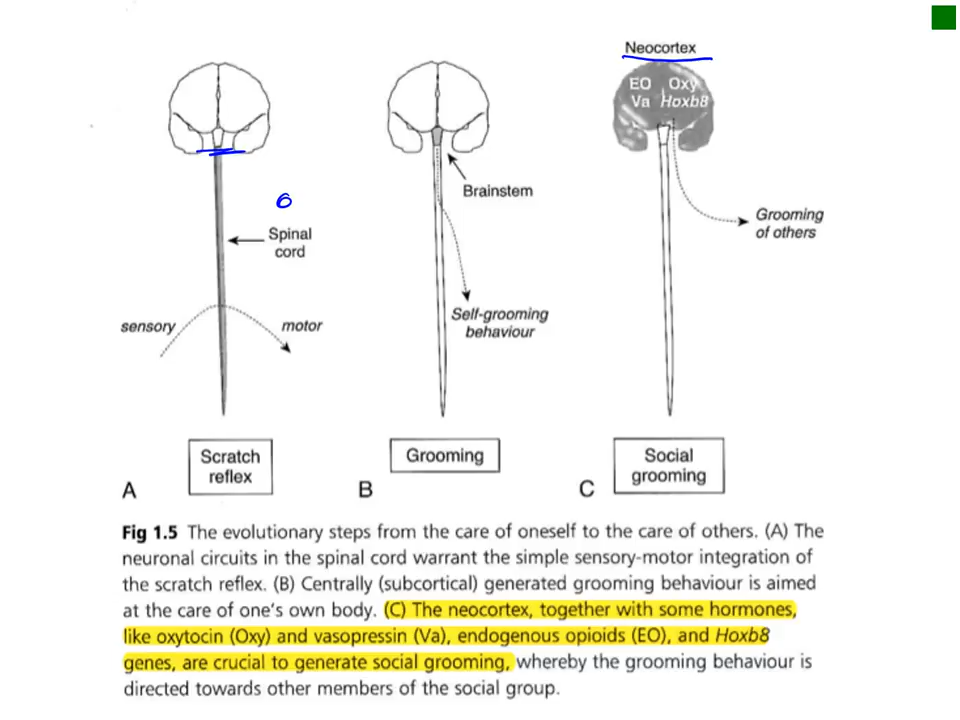 Neocortex
EO Oxy
Va Hoxb8
Brainstem
Grooming
of others
Spinal
cord
Self-grooming
behaviour
sensory
motor
Scratch
reflex
Grooming
Social
grooming
A
B
C
Fig 1.5 The evolutionary steps from the care of oneself to the care of others. (A) The
neuronal circuits in the spinal cord warrant the simple sensory-motor integration of
the scratch reflex. (B) Centrally (subcortical) generated grooming behaviour is aimed
at the care of one's own body. (C) The neocortex, together with some hormones,
like oxytocin (Oxy) and vasopressin (Va), endogenous opioids (EO), and Hoxb8
genes, are crucial to generate social grooming, whereby the grooming behaviour is
directed towards other members of the social group.